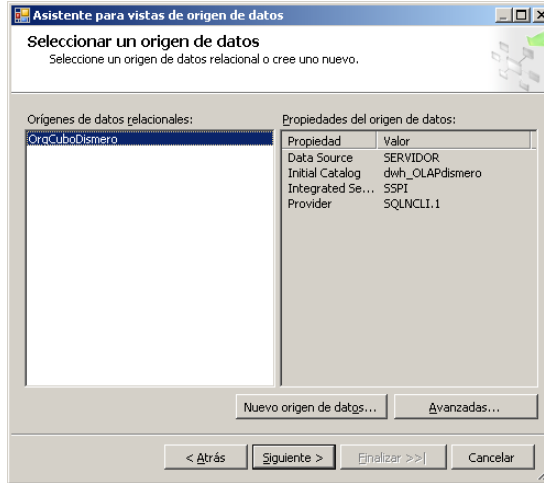 Asistente para vistas de origen de datos
Seleccionar un origen de datos
Seleccione un origen de datos relacional o cree uno nuevo.
Orígenes de datos relacionales:
OrgCuboDismero
Propiedades del origen de datos:
Propiedad Valor
Data Source SERVIDOR
Initial Catalog dwh_OLAPdismero
Integrated Se... SSPI
Provider SQLNCLI.1
Nuevo origen de datos... Avanzadas...
< Atrás Siguiente > Finalizar >>| Cancelar